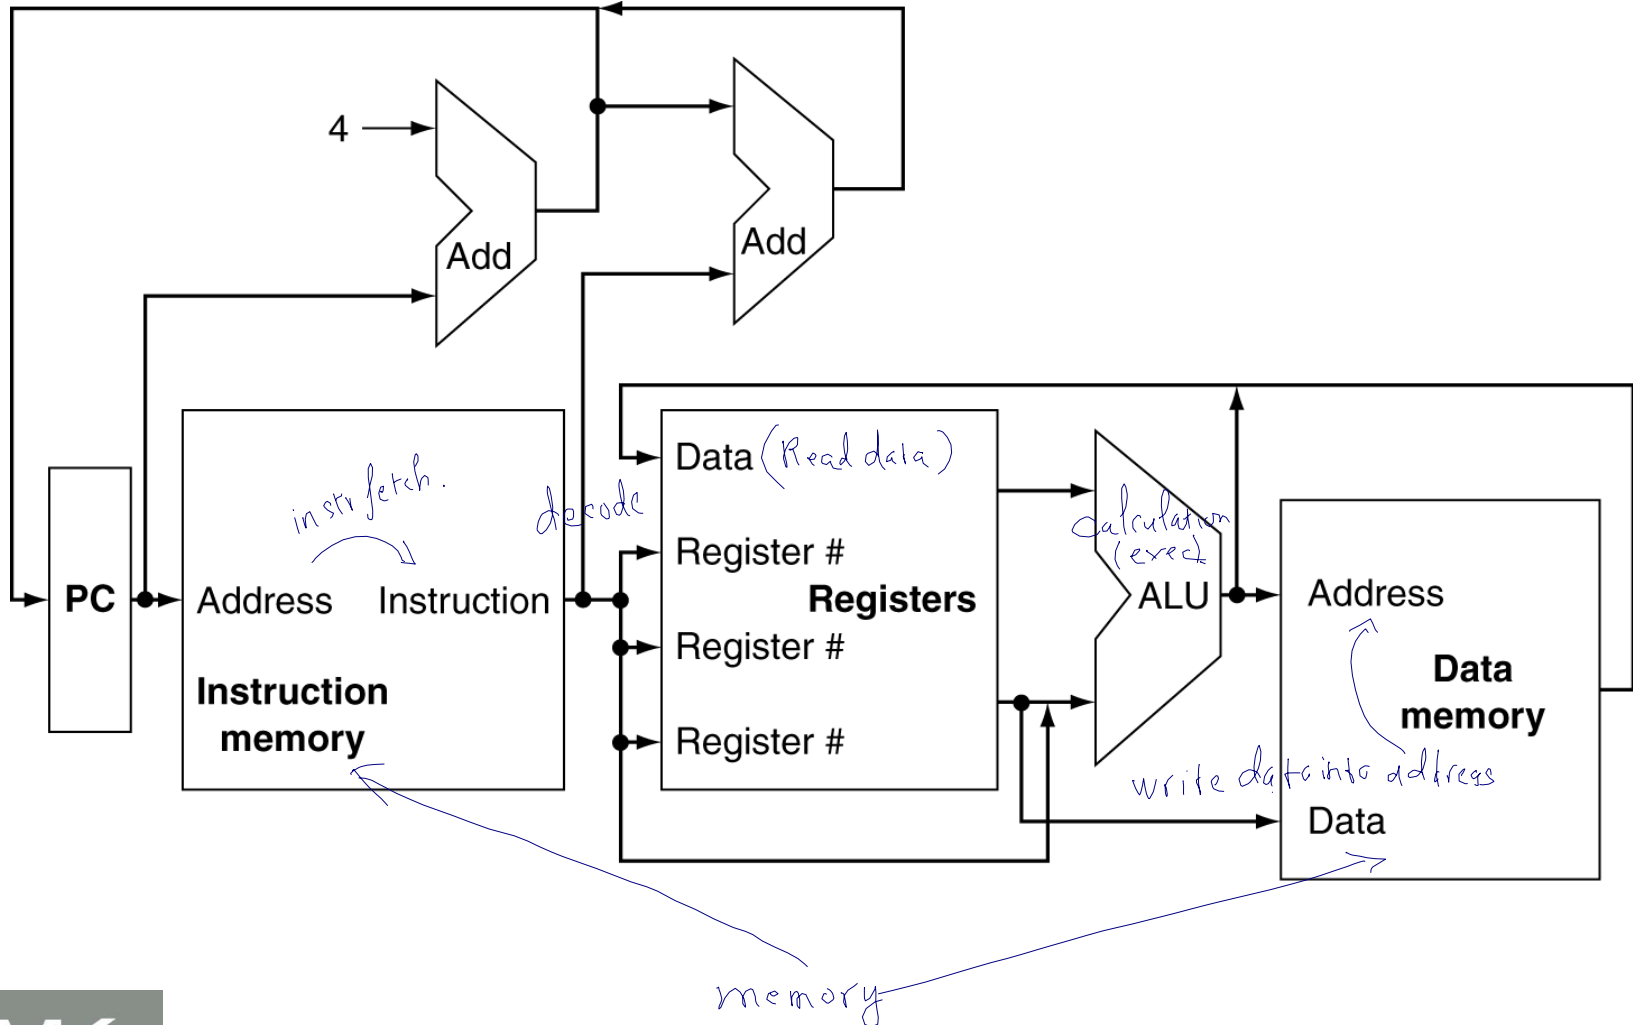 4
Add
Add
Data (Read data)
instr fetch.
decode
Register #
calculation
(exec)
PC
Address
Instruction
Registers
ALU
Address
Register #
Instruction
memory
Data
memory
Register #
write data into address
Data
memory